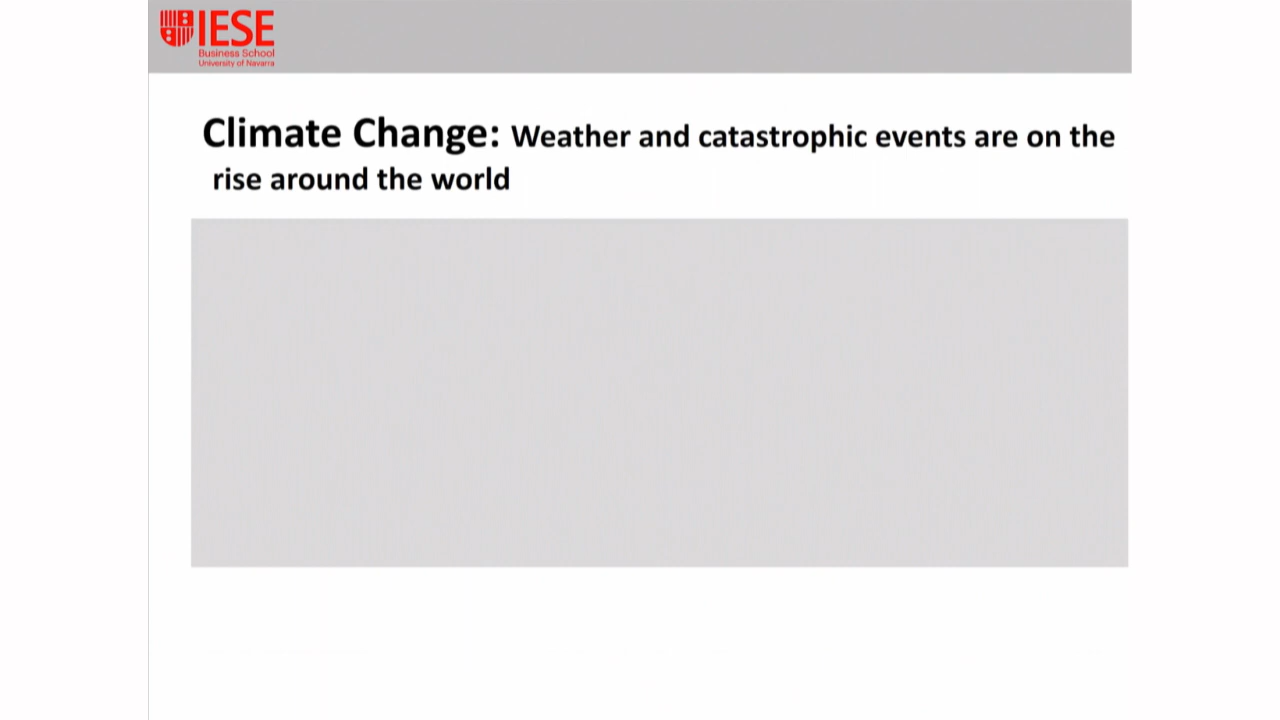 IESE
Business School
University of Navarra
Climate Change: Weather and catastrophic events are on the
rise around the world